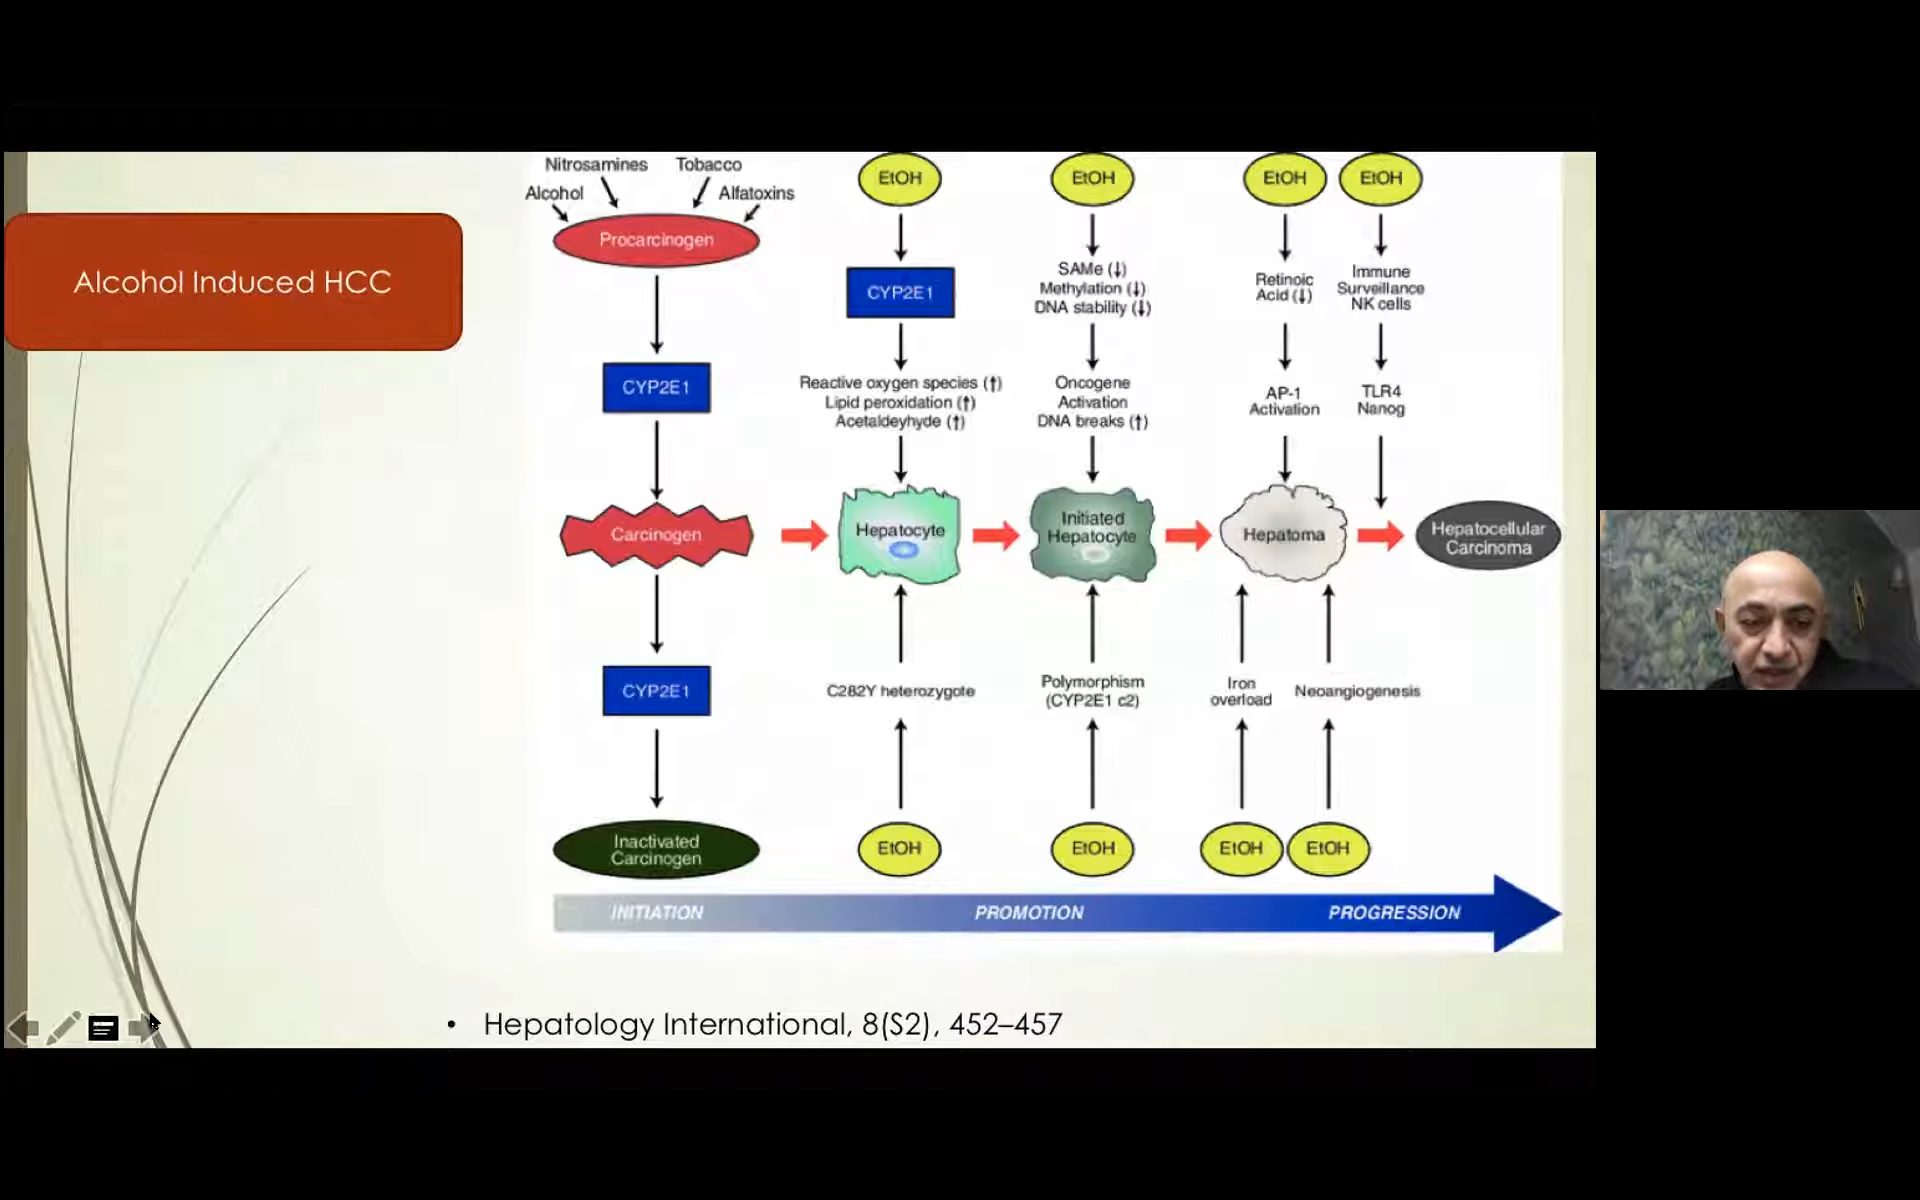 Alcohol Induced HCC
Nitrosamines
Tobacco
Alcohol
Alfatoxins
Procarcinogen
CYP2E1
Carcinogen
CYP2E1
Inactivated
Carcinogen
EtOH
CYP2E1
Reactive oxygen species (↑)
Lipid peroxidation (↑)
Acetaldeyhyde (↑)
Hepatocyte
C282Y heterozygote
EtOH
EtOH
SAMe (↓)
Methylation (↓)
DNA stability (↓)
Oncogene
Activation
DNA breaks (↑)
Initiated
Hepatocyte
Polymorphism
(CYP2E1 c2)
EtOH
EtOH
Retinoic
Acid (↓)
AP-1
Activation
Hepatoma
Iron
overload
EtOH
Neoangiogenesis
EtOH
EtOH
Immune
Surveillance
NK cells
TLR4
Nanog
Hepatocellular
Carcinoma
INITIATION
PROMOTION
PROGRESSION
• Hepatology International, 8(S2), 452–457